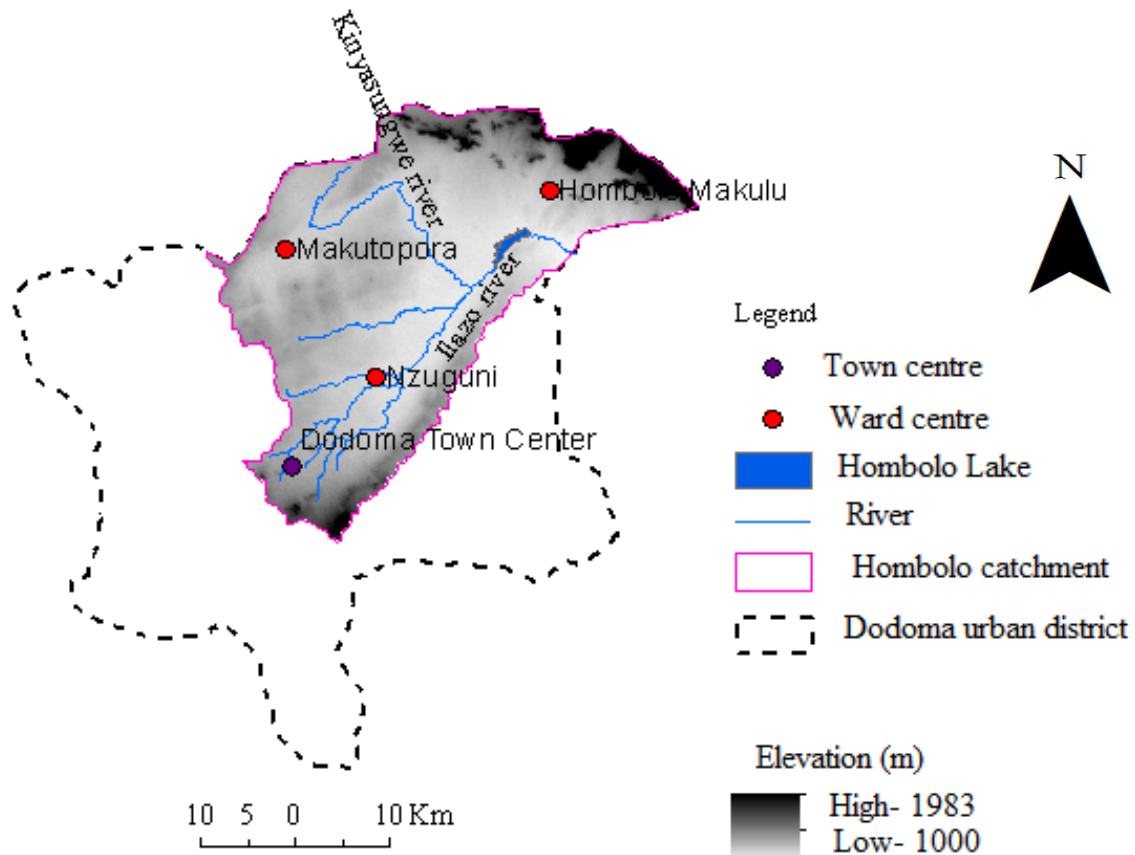 Kinyasungwe river
Hombolo Makulu
Makutopora
Ilazo river
Nzuguni
Dodoma Town Center
N
Legend
Town centre
Ward centre
Hombolo Lake
River
Hombolo catchment
Dodoma urban district
Elevation (m)
High- 1983
Low- 1000
10 5 0 10 Km